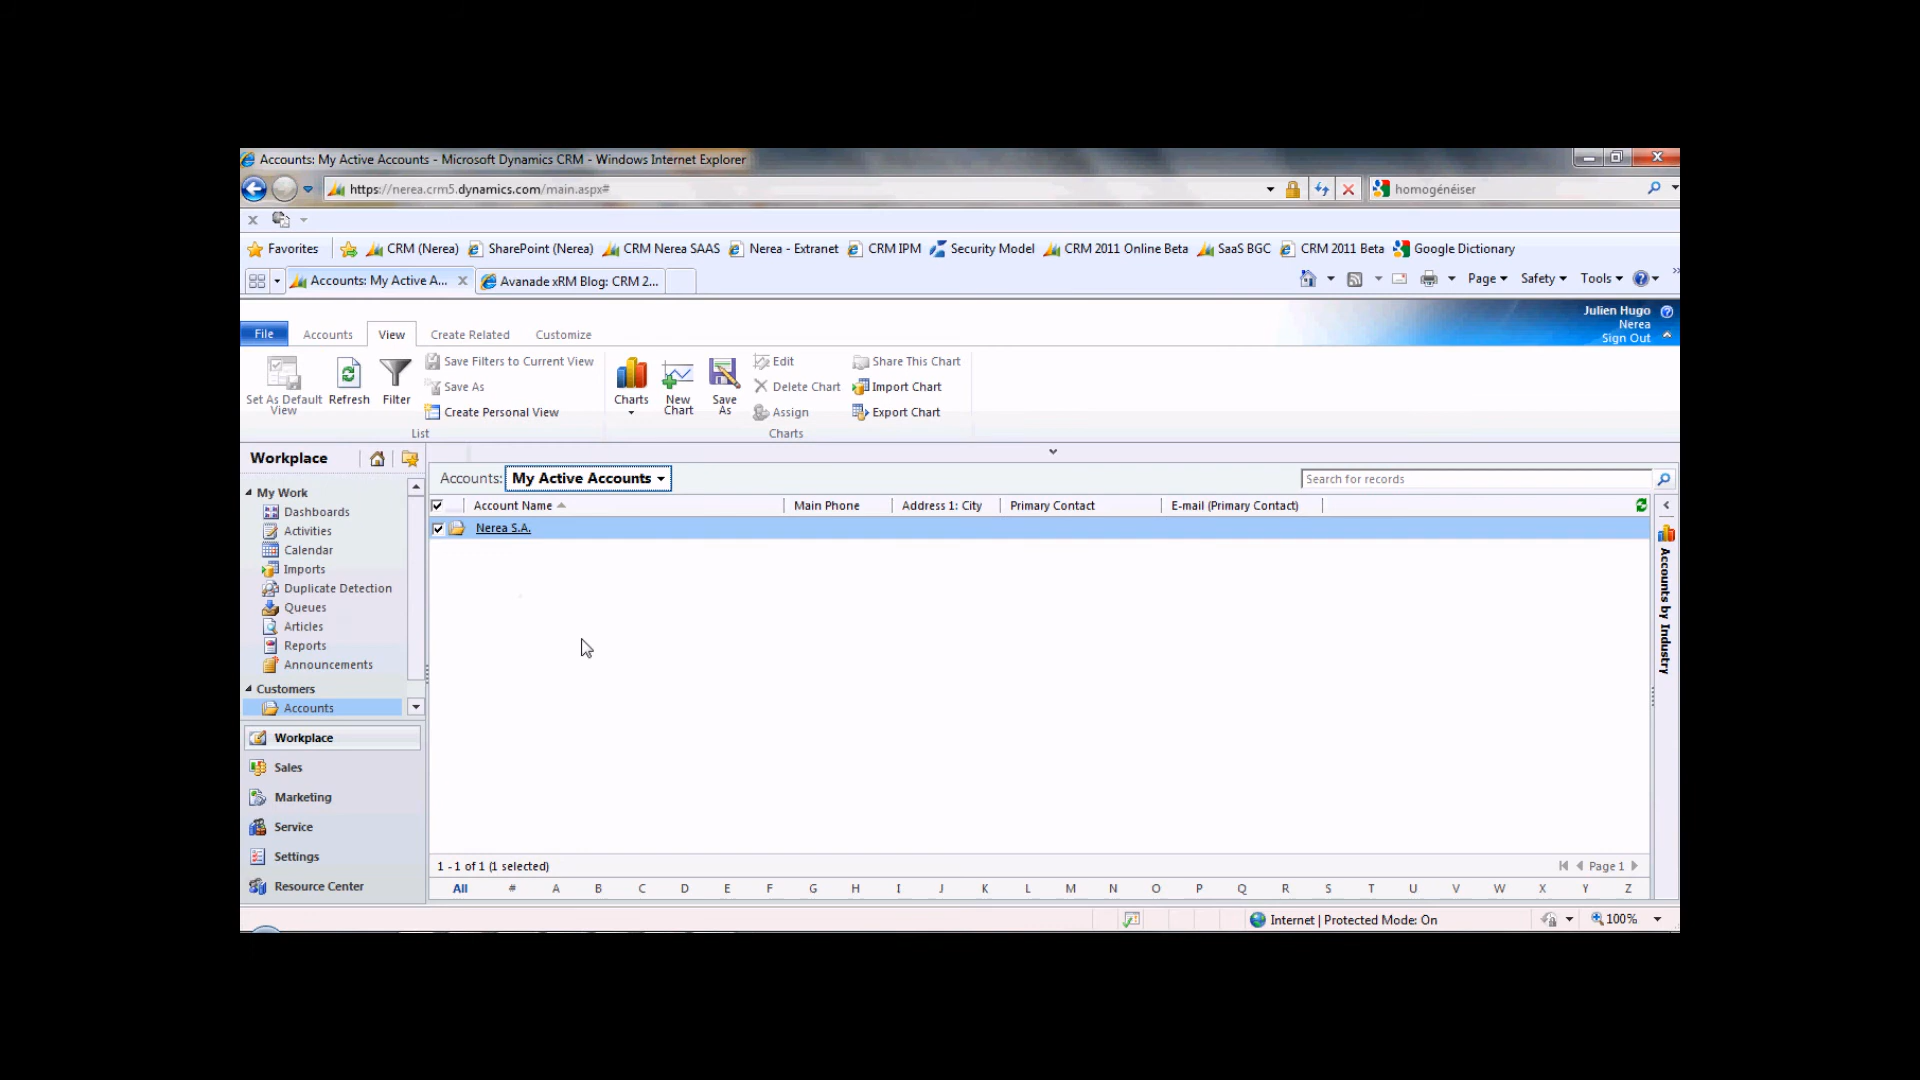 Accounts: My Active Accounts - Microsoft Dynamics CRM - Windows Internet Explorer
https://nerea.crm5.dynamics.com/main.aspx#
homogénéiser
Favorites CRM (Nerea) SharePoint (Nerea) CRM Nerea SAAS Nerea - Extranet CRM IPM Security Model CRM 2011 Online Beta SaaS BGC CRM 2011 Beta Google Dictionary
Accounts: My Active A... Avanade xRM Blog: CRM 2... Page Safety Tools
Julien Hugo
Nerea
Sign Out
File Accounts View Create Related Customize
Set As Default View
Refresh
Filter
Save Filters to Current View
Save As
Create Personal View
List
Charts
New Chart
Save As
Edit
Delete Chart
Assign
Share This Chart
Import Chart
Export Chart
Charts
Workplace
My Work
Dashboards
Activities
Calendar
Imports
Duplicate Detection
Queues
Articles
Reports
Announcements
Customers
Accounts
Workplace
Sales
Marketing
Service
Settings
Resource Center
Accounts: My Active Accounts
Search for records
Account Name Main Phone Address 1: City Primary Contact E-mail (Primary Contact)
Nerea S.A.
Accounts by Industry
1 - 1 of 1 (1 selected)
Page 1
All # A B C D E F G H I J K L M N O P Q R S T U V W X Y Z
Internet | Protected Mode: On
100%